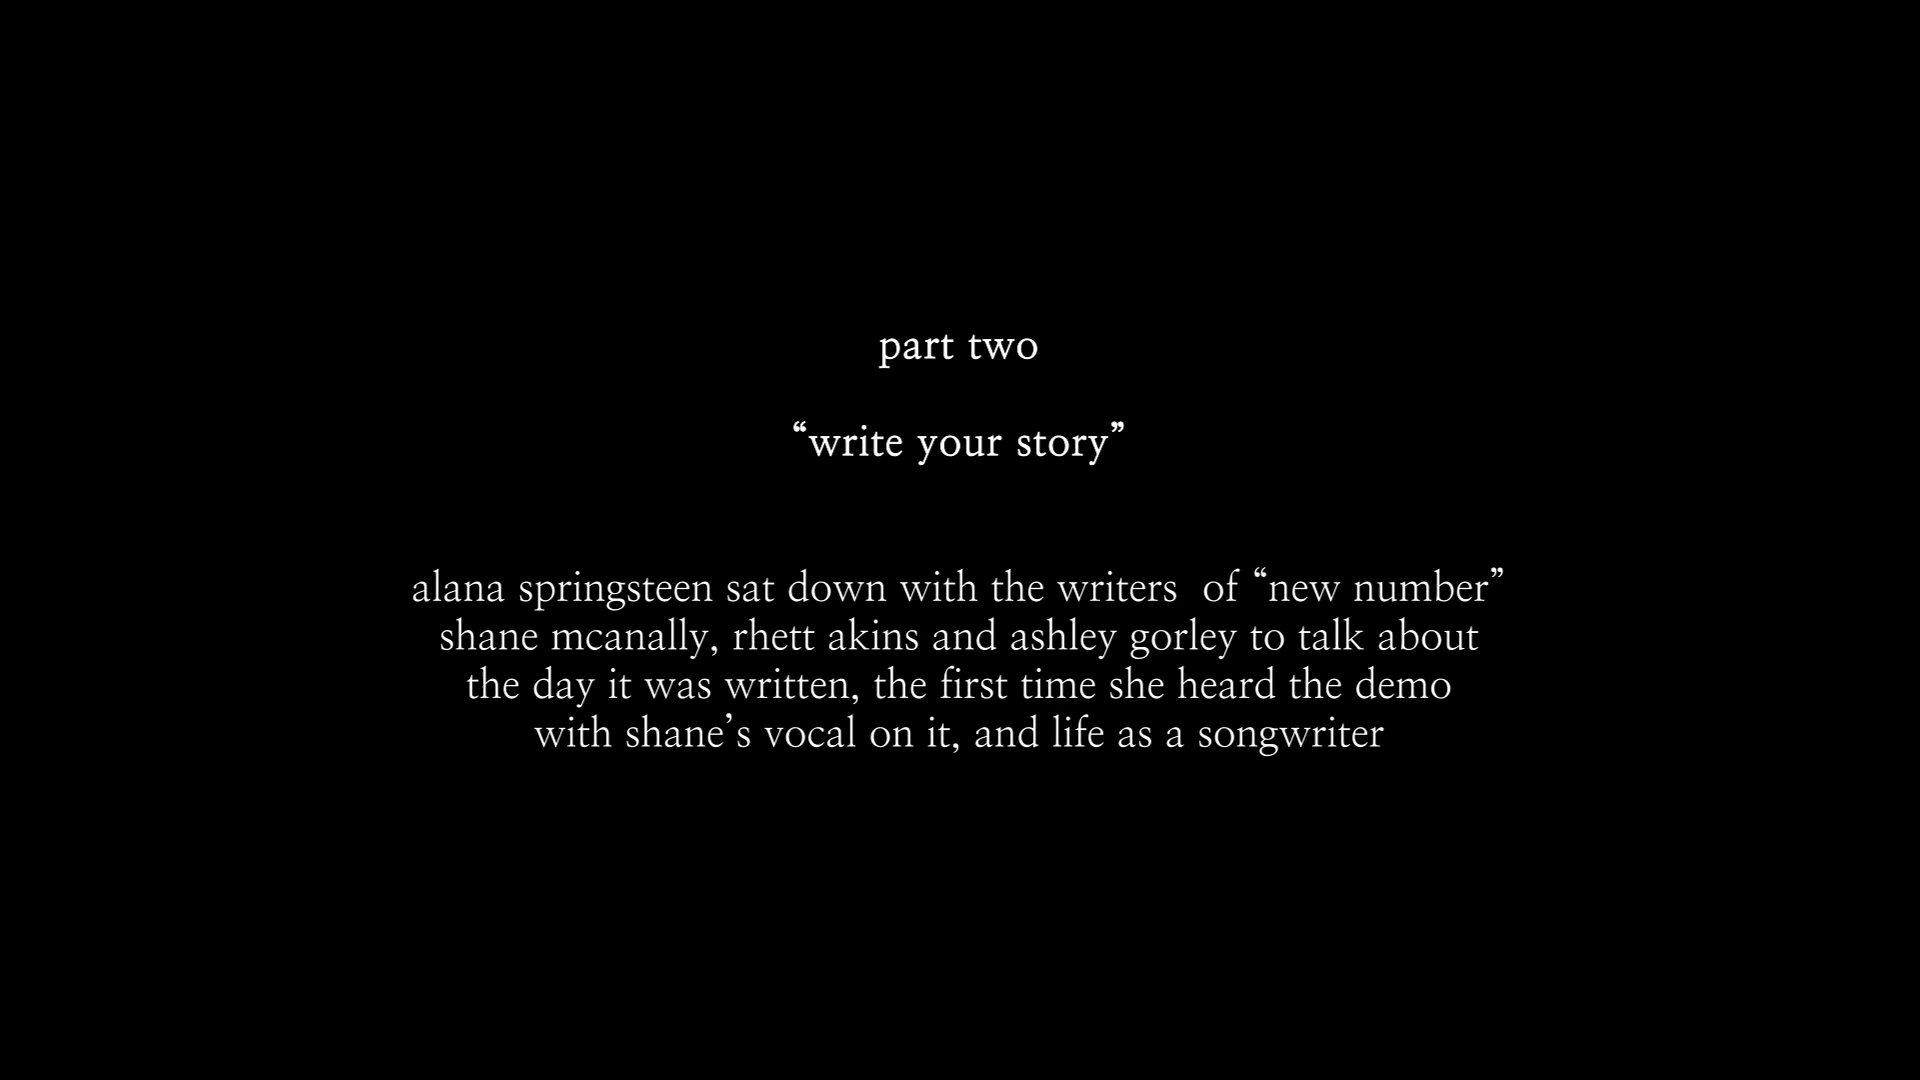 part two
“write your story”
alana springsteen sat down with the writers  of “new number”
shane mcanally, rhett akins and ashley gorley to talk about
the day it was written, the first time she heard the demo
with shane’s vocal on it, and life as a songwriter